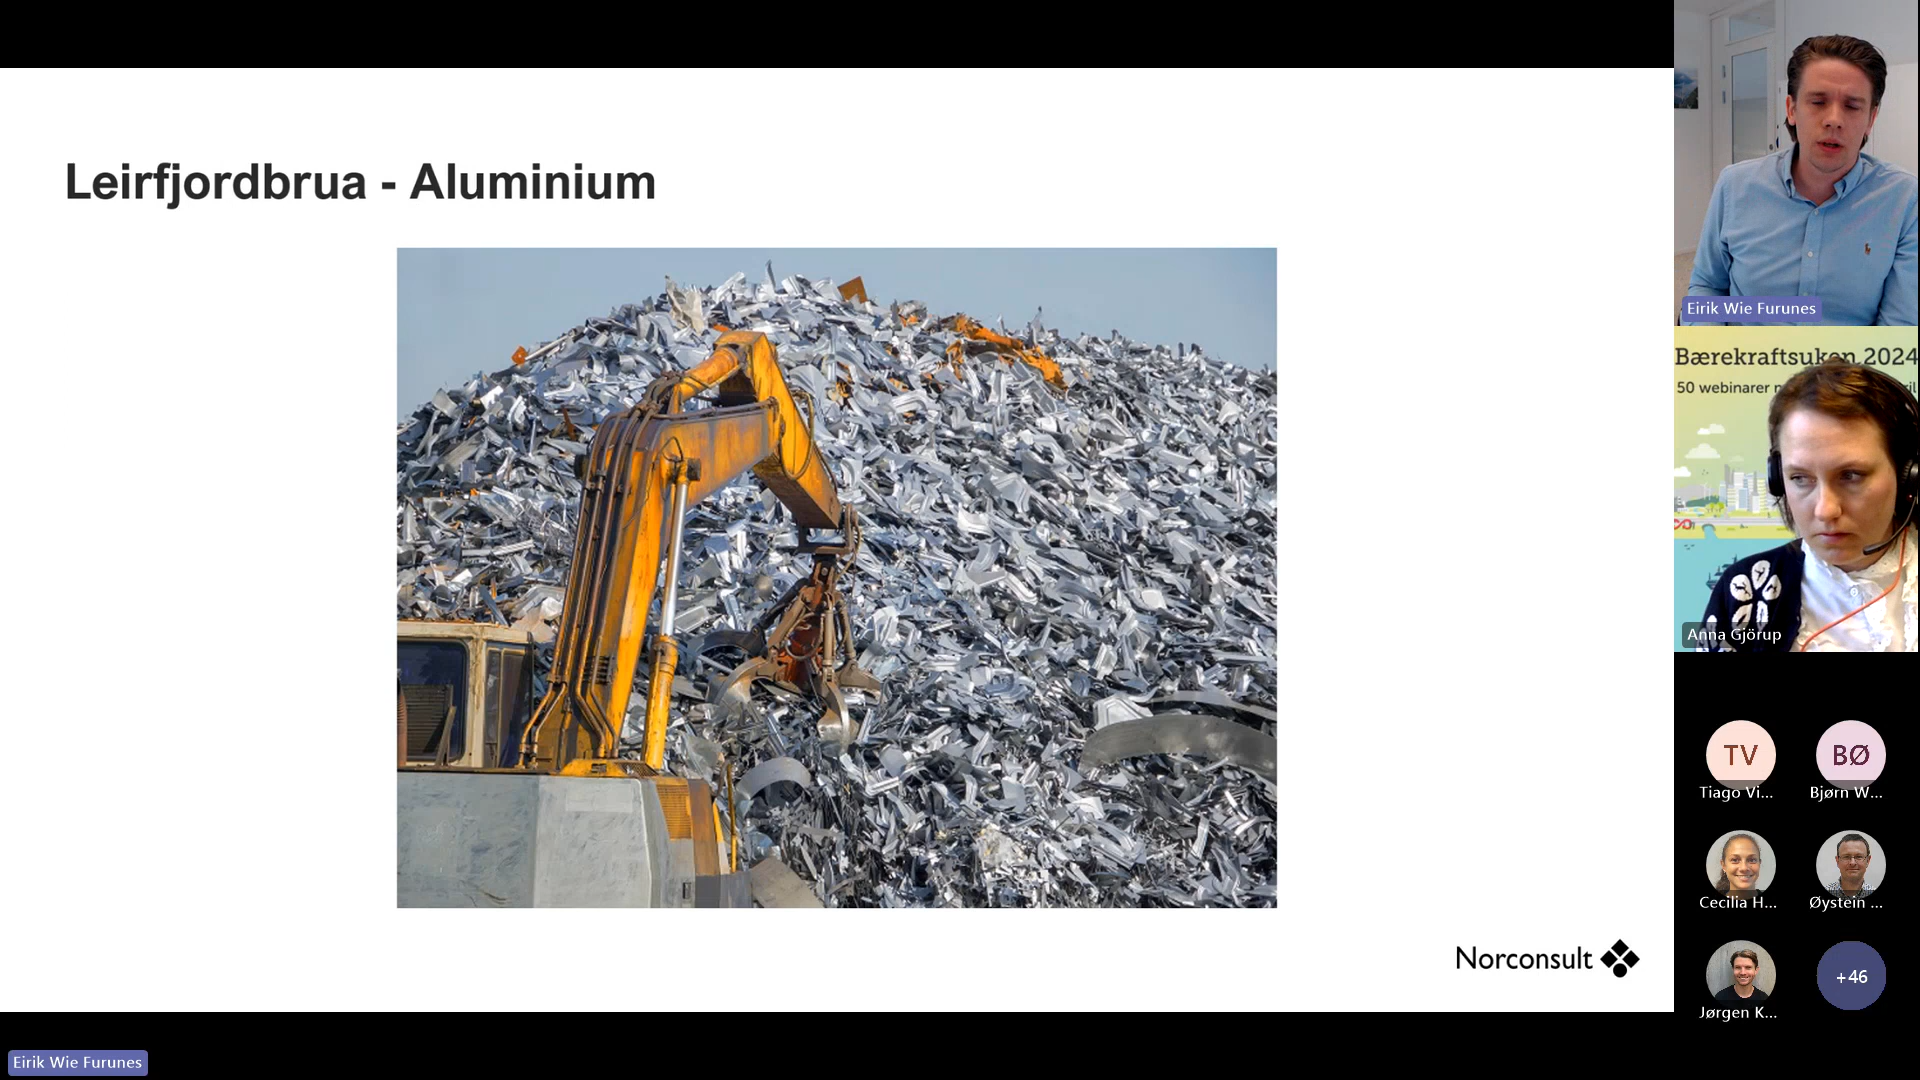 Leirfjordbrua - Aluminium
Norconsult
Eirik Wie Furunes
Bærekraftsuken 2024
50 webinarer
Anna Gjörup
TV
Tiago Vi...
BØ
Bjørn W...
Cecilia H...
Øystein ...
Jørgen K...
+46
Eirik Wie Furunes